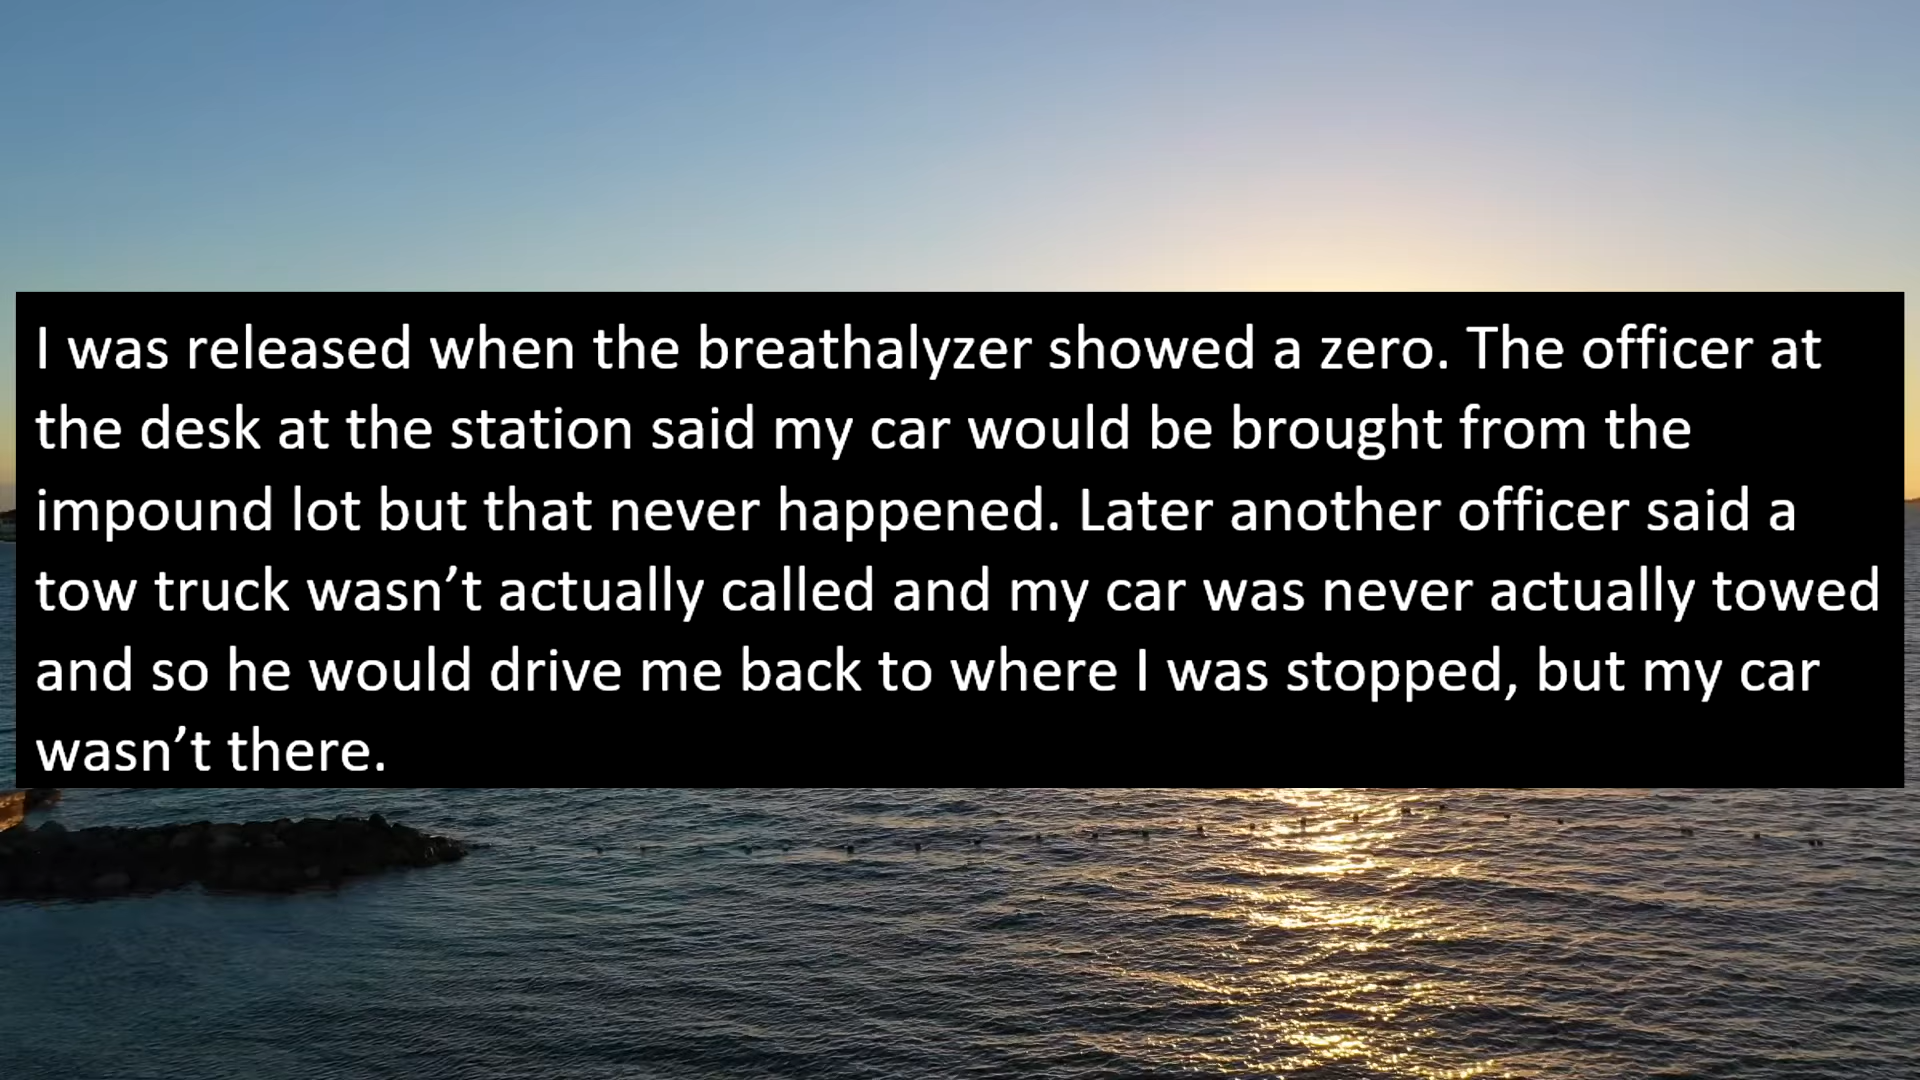 I was released when the breathalyzer showed a zero. The officer at
the desk at the station said my car would be brought from the
impound lot but that never happened. Later another officer said a
tow truck wasn’t actually called and my car was never actually towed
and so he would drive me back to where I was stopped, but my car
wasn’t there.